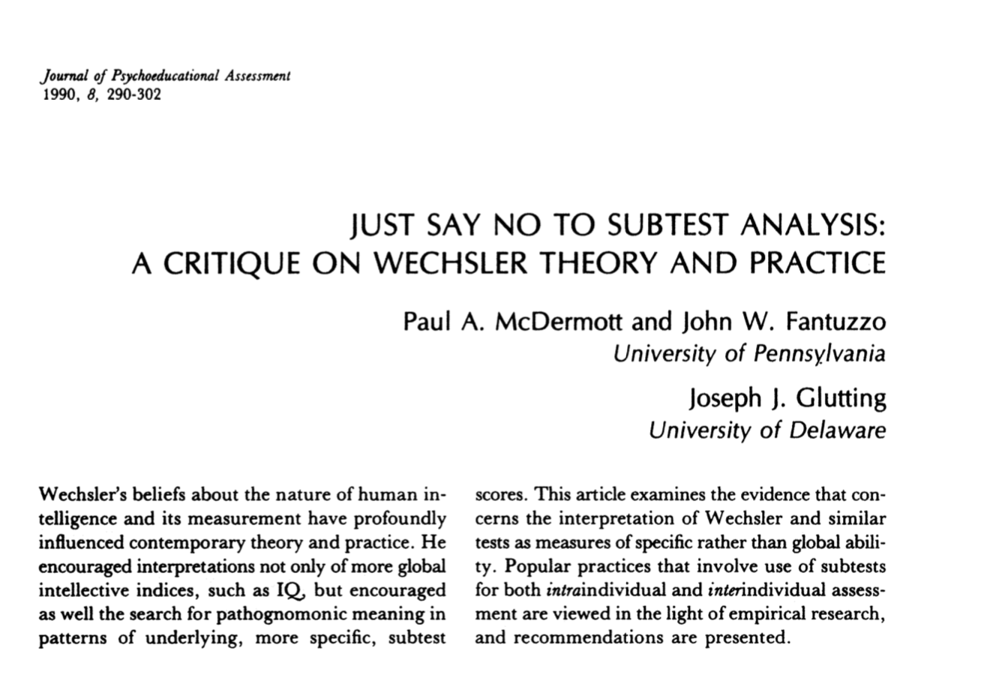 Journal of Psychoeducational Assessment
1990, 8, 290-302
JUST SAY NO TO SUBTEST ANALYSIS:
A CRITIQUE ON WECHSLER THEORY AND PRACTICE
Paul A. McDermott and John W. Fantuzzo
University of Pennsylvania
Joseph J. Glutting
University of Delaware
Wechsler's beliefs about the nature of human in-
telligence and its measurement have profoundly
influenced contemporary theory and practice. He
encouraged interpretations not only of more global
intellective indices, such as IQ, but encouraged
as well the search for pathognomonic meaning in
patterns of underlying, more specific, subtest
scores. This article examines the evidence that con-
cerns the interpretation of Wechsler and similar
tests as measures of specific rather than global abili-
ty. Popular practices that involve use of subtests
for both intraindividual and interindividual assess-
ment are viewed in the light of empirical research,
and recommendations are presented.